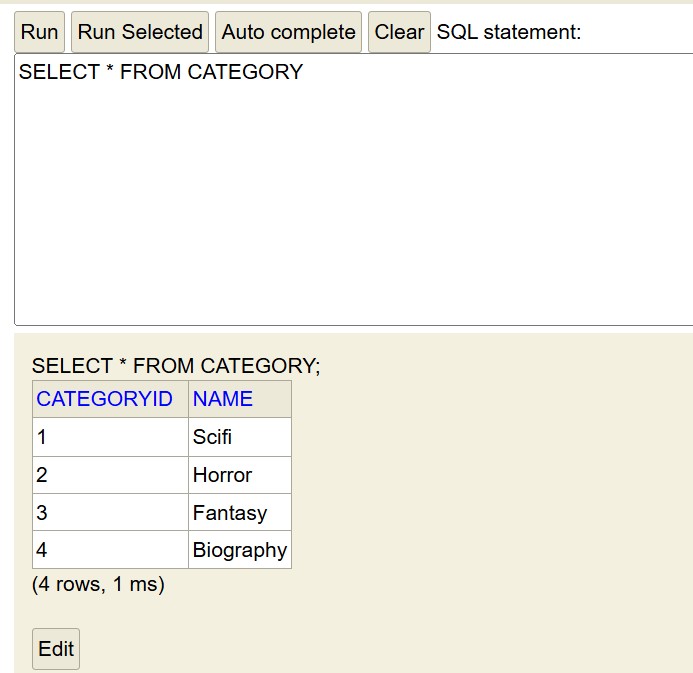 Run Run Selected Auto complete Clear SQL statement:
SELECT * FROM CATEGORY
SELECT * FROM CATEGORY;
CATEGORYID NAME
1 Scifi
2 Horror
3 Fantasy
4 Biography
(4 rows, 1 ms)
Edit